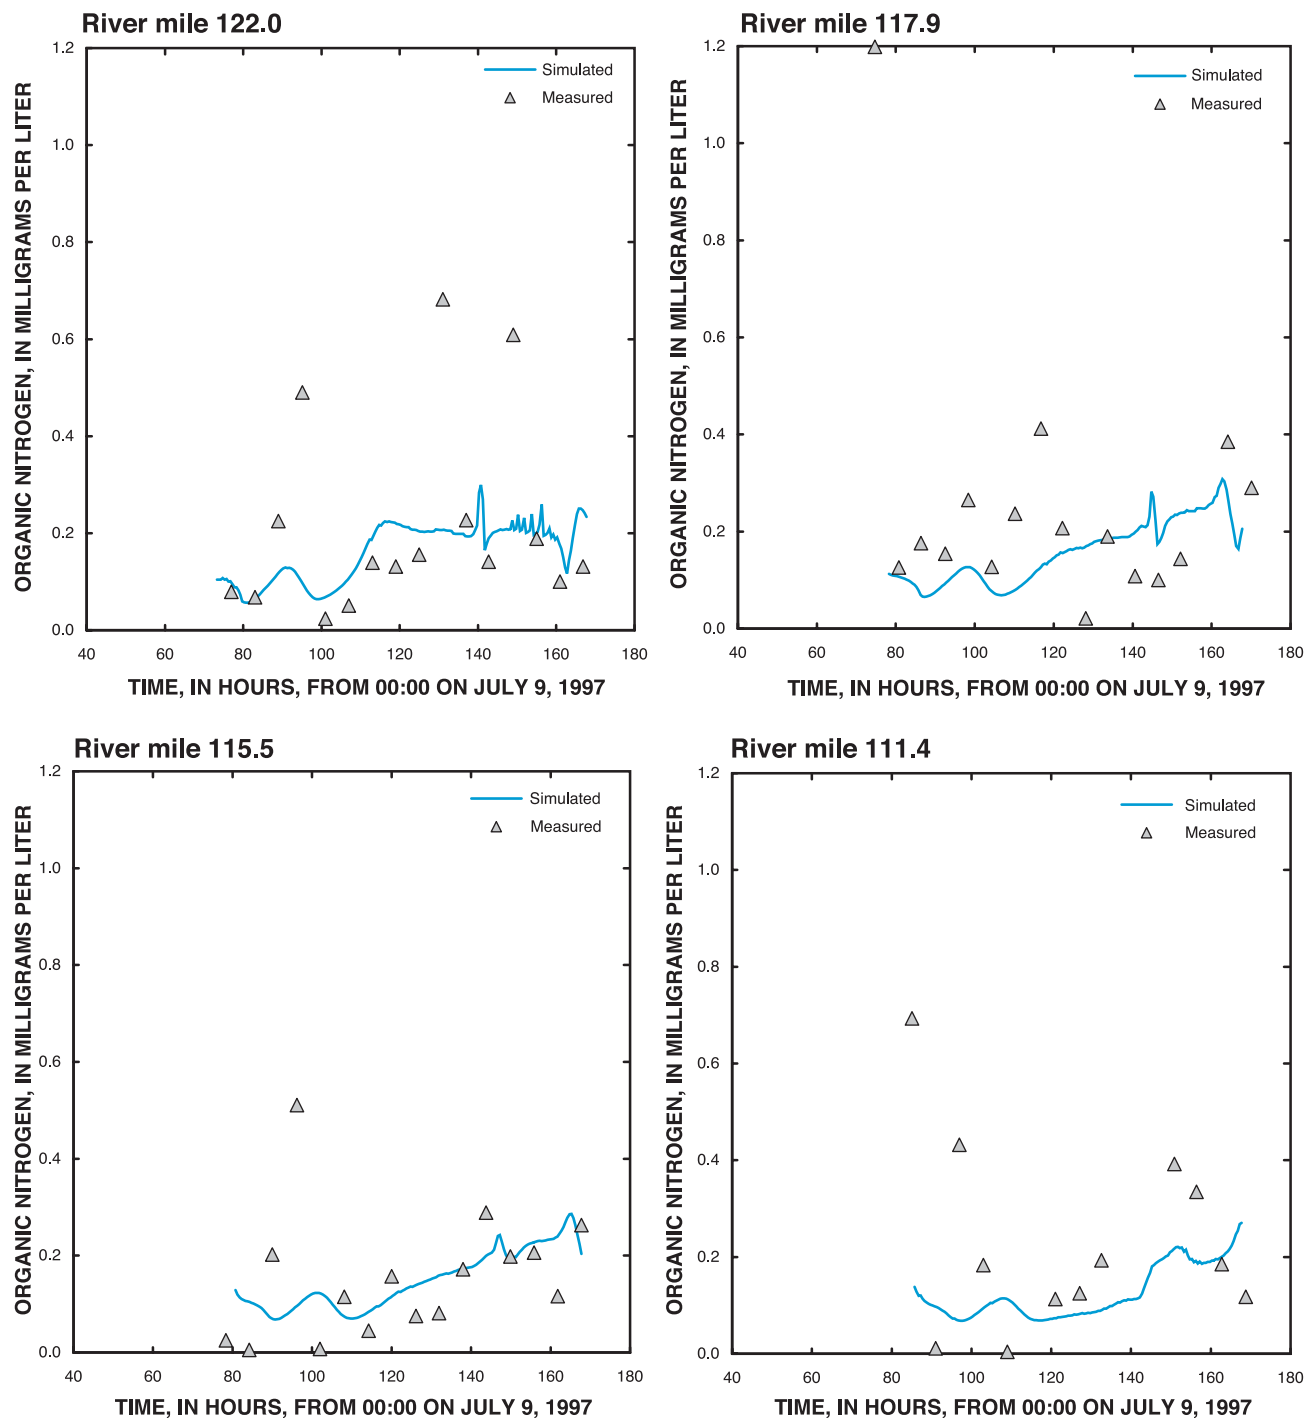 River mile 122.0
ORGANIC NITROGEN, IN MILLIGRAMS PER LITER
1.2
1.0
0.8
0.6
0.4
0.2
0.0
Simulated
Measured
40 60 80 100 120 140 160 180
TIME, IN HOURS, FROM 00:00 ON JULY 9, 1997
River mile 117.9
ORGANIC NITROGEN, IN MILLIGRAMS PER LITER
1.2
1.0
0.8
0.6
0.4
0.2
0.0
Simulated
Measured
40 60 80 100 120 140 160 180
TIME, IN HOURS, FROM 00:00 ON JULY 9, 1997
River mile 115.5
ORGANIC NITROGEN, IN MILLIGRAMS PER LITER
1.2
1.0
0.8
0.6
0.4
0.2
0.0
Simulated
Measured
40 60 80 100 120 140 160 180
TIME, IN HOURS, FROM 00:00 ON JULY 9, 1997
River mile 111.4
ORGANIC NITROGEN, IN MILLIGRAMS PER LITER
1.2
1.0
0.8
0.6
0.4
0.2
0.0
Simulated
Measured
40 60 80 100 120 140 160 180
TIME, IN HOURS, FROM 00:00 ON JULY 9, 1997